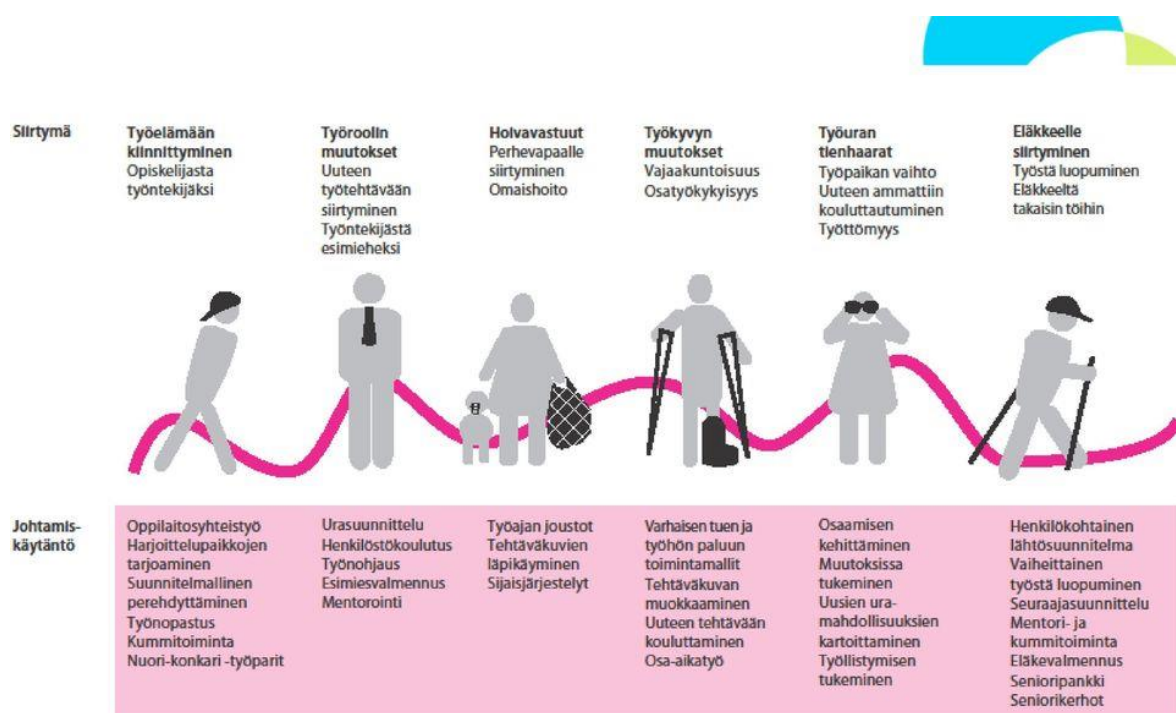 Siirtymä
Työelämään
kiinnittyminen
Opiskelijasta
työntekijäksi
Työroolin
muutokset
Uuteen
työtehtävään
siirtyminen
Työntekijästä
esimieheksi
Hoivavastuut
Perhevapaalle
siirtyminen
Omaishoito
Työkyvyn
muutokset
Vajaakuntoisuus
Osatyökykyisyys
Työuran
tienhaarat
Työpaikan vaihto
Uuteen ammattiin
kouluttautuminen
Työttömyys
Eläkkeelle
siirtyminen
Työstä luopuminen
Eläkkeeltä
takaisin töihin
Johtamis-
käytäntö
Oppilaitosyhteistyö
Harjoittelupaikkojen
tarjoaminen
Suunnitelmallinen
perehdyttäminen
Työnopastus
Kummitoiminta
Nuori-konkari -työparit
Urasuunnittelu
Henkilöstökoulutus
Työnohjaus
Esimiesvalmennus
Mentorointi
Työajan joustot
Tehtäväkuvien
läpikäyminen
Sijaisjärjestelyt
Varhaisen tuen ja
työhön paluun
toimintamallit
Tehtäväkuvan
muokkaaminen
Uuteen tehtävään
kouluttaminen
Osa-aikatyö
Osaamisen
kehittäminen
Muutoksissa
tukeminen
Uusien ura-
mahdollisuuksien
kartoittaminen
Työllistymisen
tukeminen
Henkilökohtainen
lähtösuunnitelma
Vaiheittainen
työstä luopuminen
Seuraajasuunnittelu
Mentori- ja
kummitoiminta
Eläkevalmennus
Senioripankki
Seniorikerhot